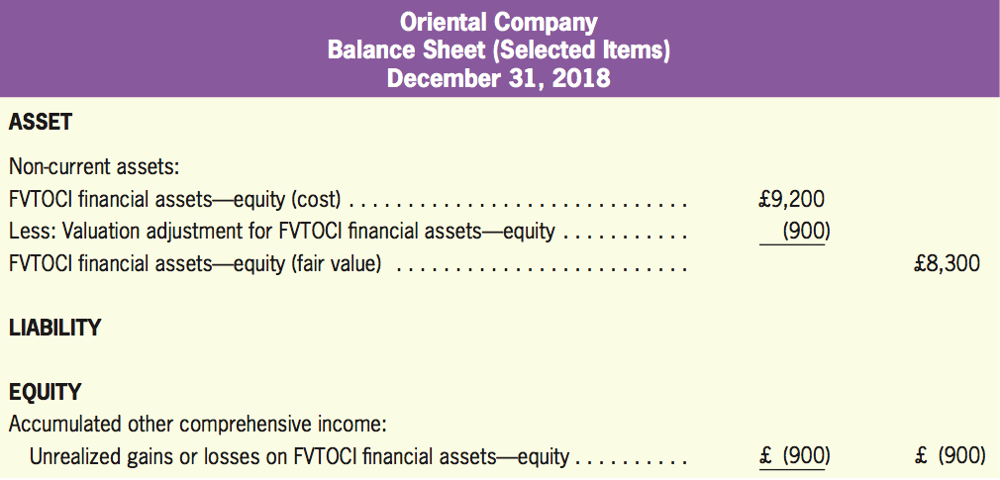 Oriental Company
Balance Sheet (Selected Items)
December 31, 2018
ASSET
Non-current assets:
FVTOCI financial assets—equity (cost) . . . . . . . . . . . . . . . . . . . . . . . . . . . . . £9,200
Less: Valuation adjustment for FVTOCI financial assets—equity . . . . . . . . . . . (900)
FVTOCI financial assets—equity (fair value) . . . . . . . . . . . . . . . . . . . . . . . . . £8,300
LIABILITY
EQUITY
Accumulated other comprehensive income:
Unrealized gains or losses on FVTOCI financial assets—equity . . . . . . . . . . £ (900) £ (900)